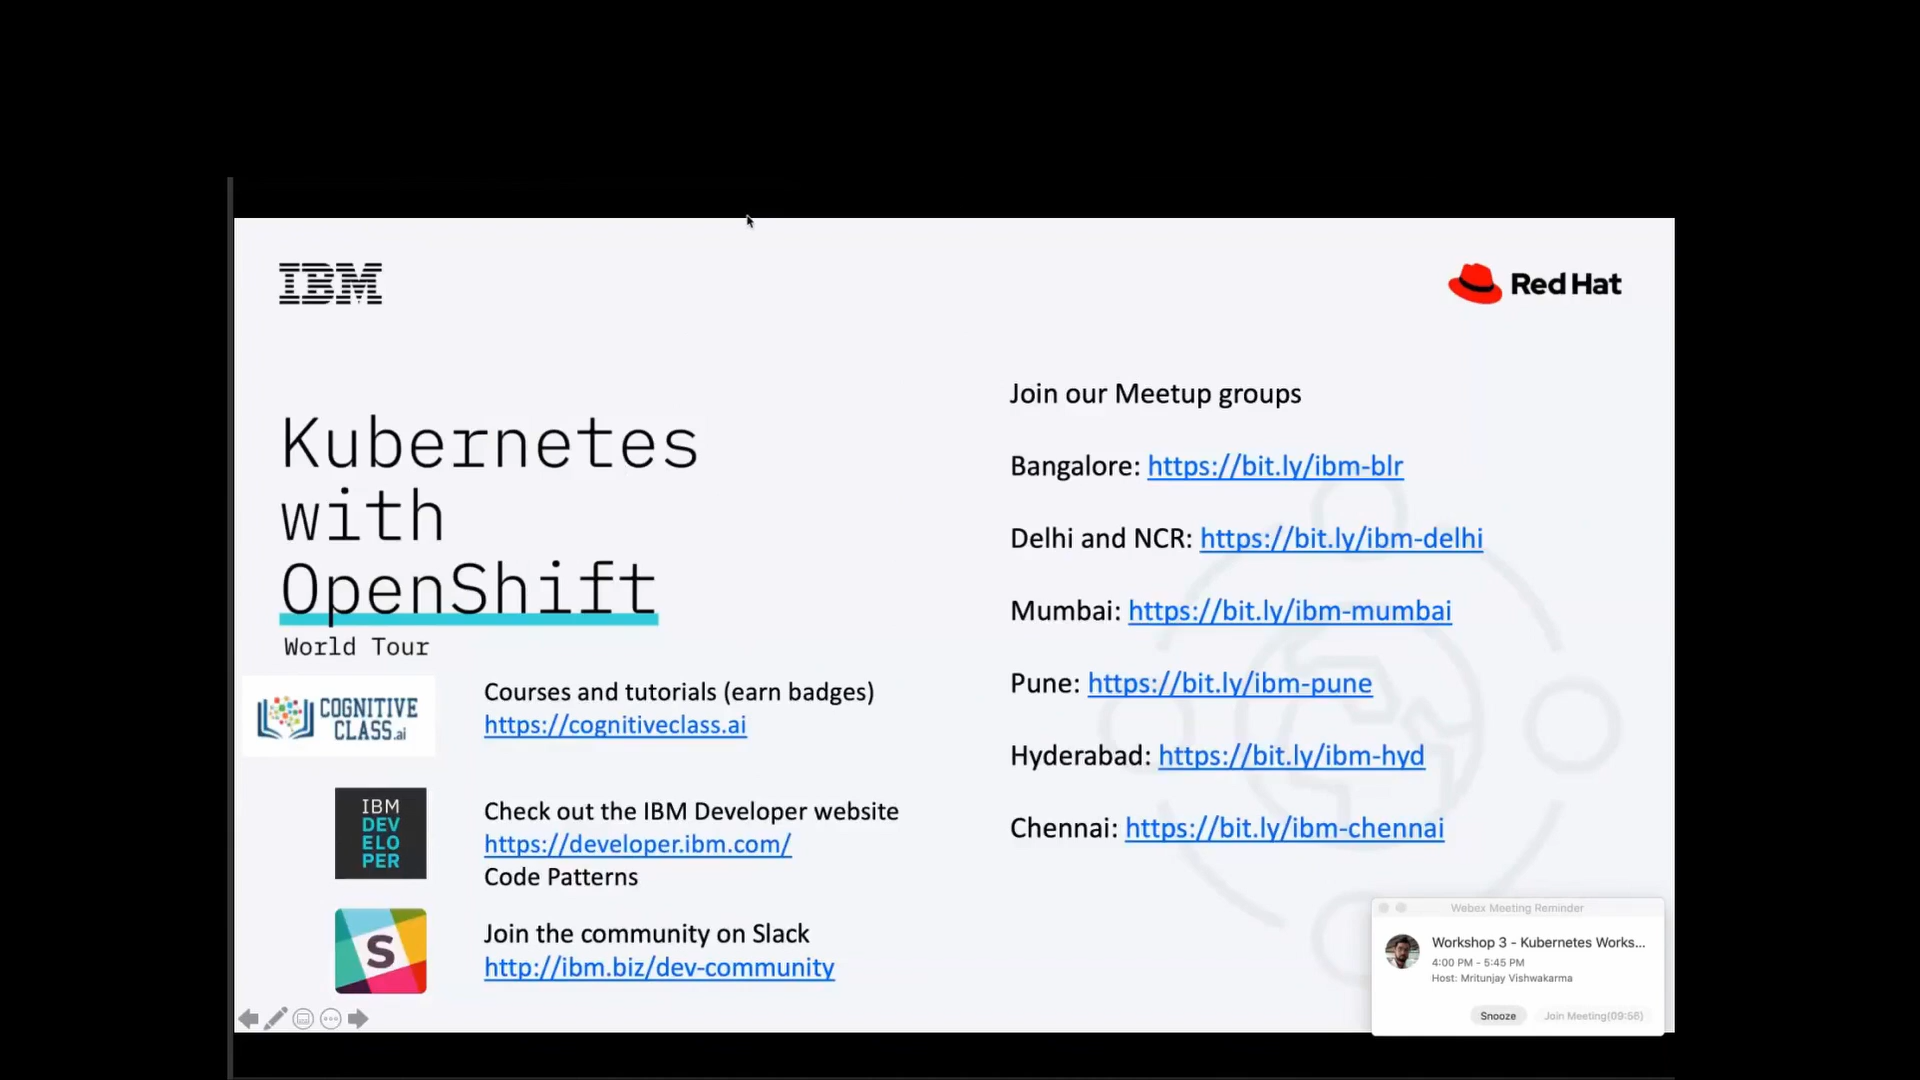 IBM
Red Hat
Kubernetes
with
OpenShift
World Tour
COGNITIVE
CLASS.ai
Courses and tutorials (earn badges)
https://cognitiveclass.ai
IBM
DEV
ELO
PER
Check out the IBM Developer website
https://developer.ibm.com/
Code Patterns
S
Join the community on Slack
http://ibm.biz/dev-community
Join our Meetup groups
Bangalore: https://bit.ly/ibm-blr
Delhi and NCR: https://bit.ly/ibm-delhi
Mumbai: https://bit.ly/ibm-mumbai
Pune: https://bit.ly/ibm-pune
Hyderabad: https://bit.ly/ibm-hyd
Chennai: https://bit.ly/ibm-chennai
Webex Meeting Reminder
Workshop 3 - Kubernetes Works...
4:00 PM - 5:45 PM
Host: Mritunjay Vishwakarma
Snooze
Join Meeting(09:56)